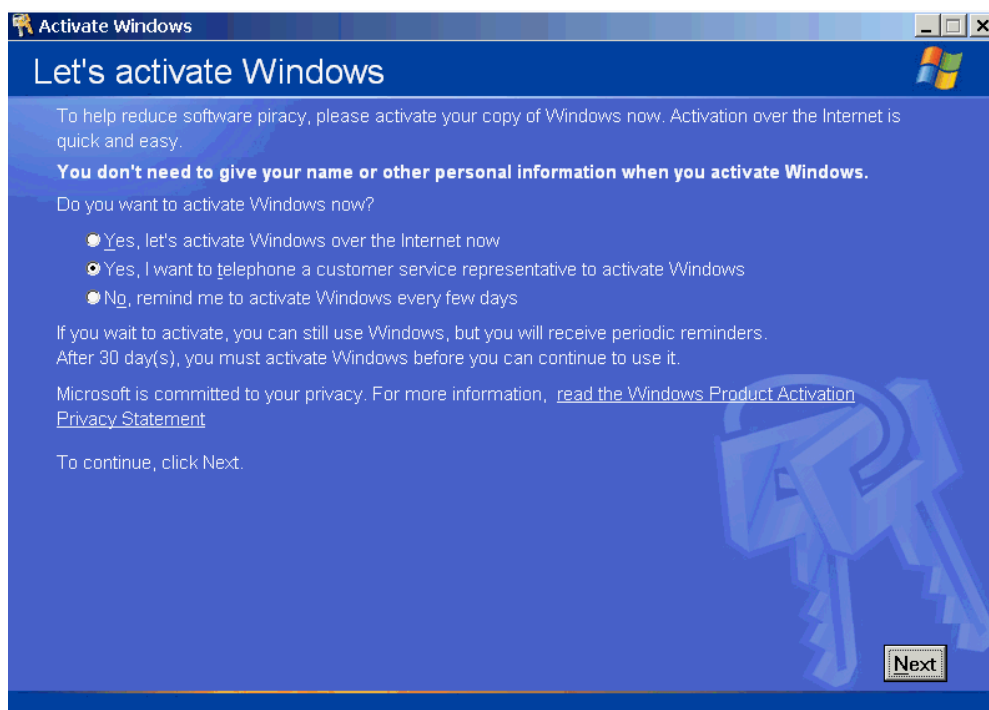 Activate Windows
Let's activate Windows
To help reduce software piracy, please activate your copy of Windows now. Activation over the Internet is
quick and easy.
You don't need to give your name or other personal information when you activate Windows.
Do you want to activate Windows now?
Yes, let's activate Windows over the Internet now
Yes, I want to telephone a customer service representative to activate Windows
No, remind me to activate Windows every few days
If you wait to activate, you can still use Windows, but you will receive periodic reminders.
After 30 day(s), you must activate Windows before you can continue to use it.
Microsoft is committed to your privacy. For more information, read the Windows Product Activation
Privacy Statement
To continue, click Next.
Next